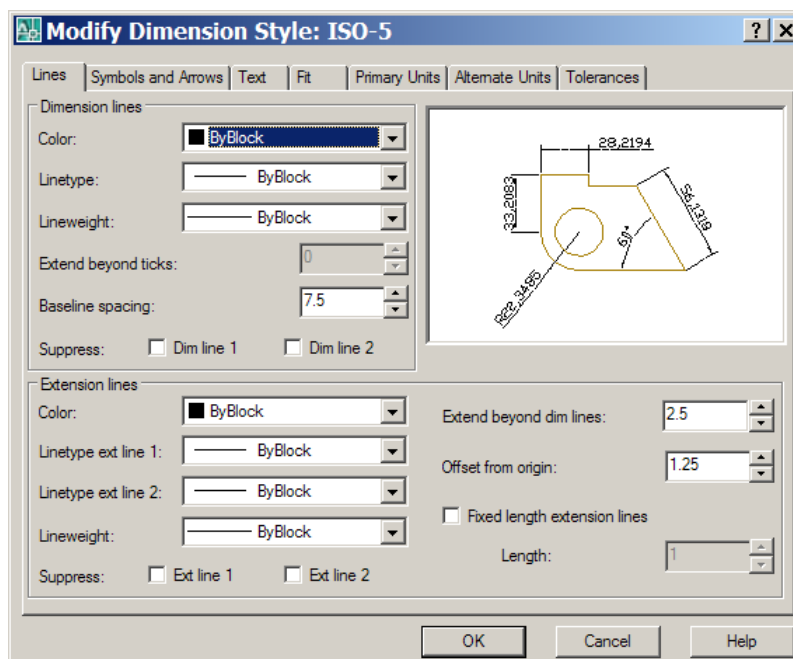 Modify Dimension Style: ISO-5
Lines Symbols and Arrows Text Fit Primary Units Alternate Units Tolerances
Dimension lines
Color: ByBlock
Linetype: ByBlock
Lineweight: ByBlock
Extend beyond ticks: 0
Baseline spacing: 7.5
Suppress: Dim line 1 Dim line 2
28,2194
33,2083
56,1319
60°
R22,3495
Extension lines
Color: ByBlock
Linetype ext line 1: ByBlock
Linetype ext line 2: ByBlock
Lineweight: ByBlock
Suppress: Ext line 1 Ext line 2
Extend beyond dim lines: 2.5
Offset from origin: 1.25
Fixed length extension lines
Length: 1
OK Cancel Help